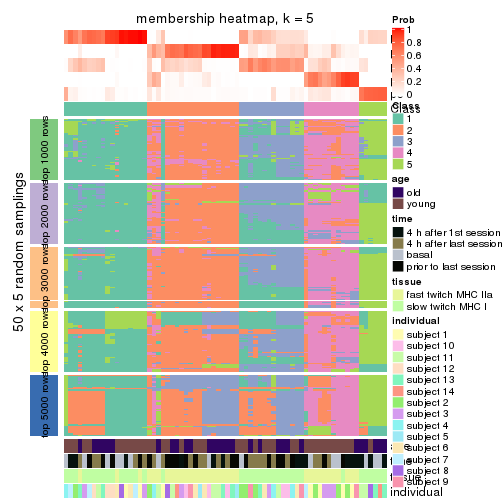 membership heatmap, k = 5
50 x 5 random samplings
top 1000 rows
top 2000 rows
top 3000 rows
top 4000 rows
top 5000 rows
Class
individual
Prob
1
0.8
0.6
0.4
0.2
0
Class
1
2
3
4
5
age
old
young
time
4 h after 1st session
4 h after last session
basal
prior to last session
tissue
fast twitch MHC IIa
slow twitch MHC I
individual
subject 1
subject 10
subject 11
subject 12
subject 13
subject 14
subject 2
subject 3
subject 4
subject 5
subject 6
subject 7
subject 8
subject 9